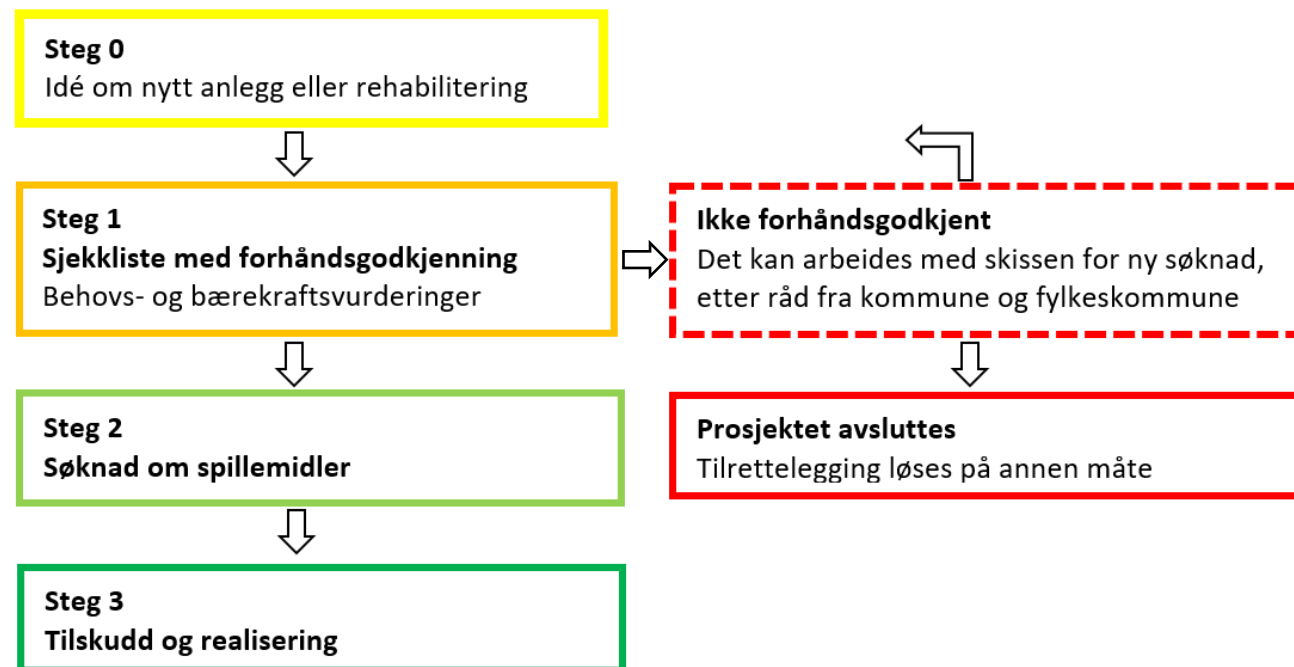 Steg 0
Idé om nytt anlegg eller rehabilitering
Steg 1
Sjekkliste med forhåndsgodkjenning
Behovs- og bærekraftsvurderinger
Ikke forhåndsgodkjent
Det kan arbeides med skissen for ny søknad,
etter råd fra kommune og fylkeskommune
Steg 2
Søknad om spillemidler
Prosjektet avsluttes
Tilrettelegging løses på annen måte
Steg 3
Tilskudd og realisering